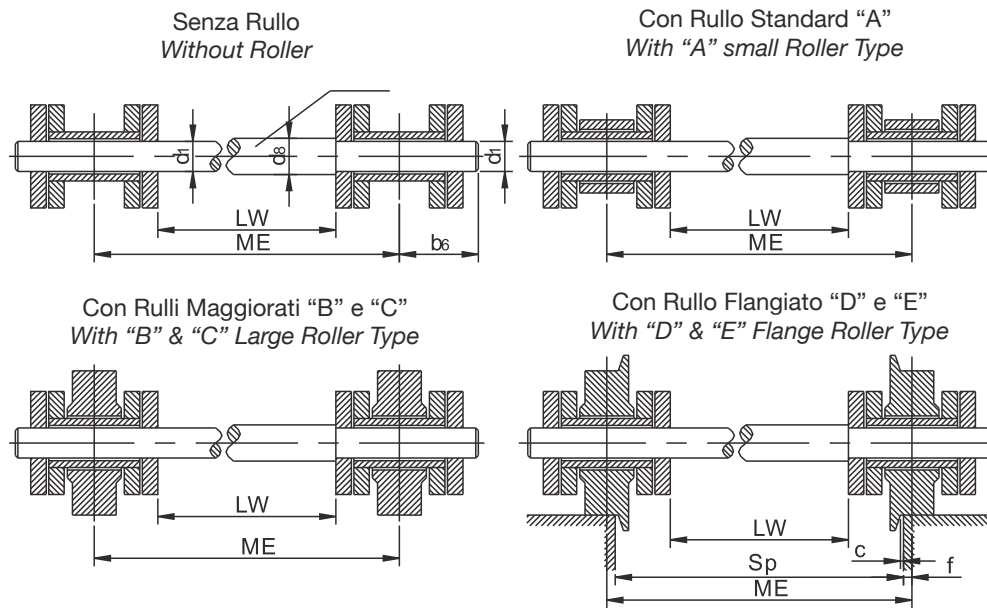 Senza Rullo
Without Roller
d1
d8
d1
LW
ME
b6
Con Rullo Standard “A”
With “A” small Roller Type
LW
ME
Con Rulli Maggiorati “B” e “C”
With “B” & “C” Large Roller Type
LW
ME
Con Rullo Flangiato “D” e “E”
With “D” & “E” Flange Roller Type
LW
c
Sp
f
ME